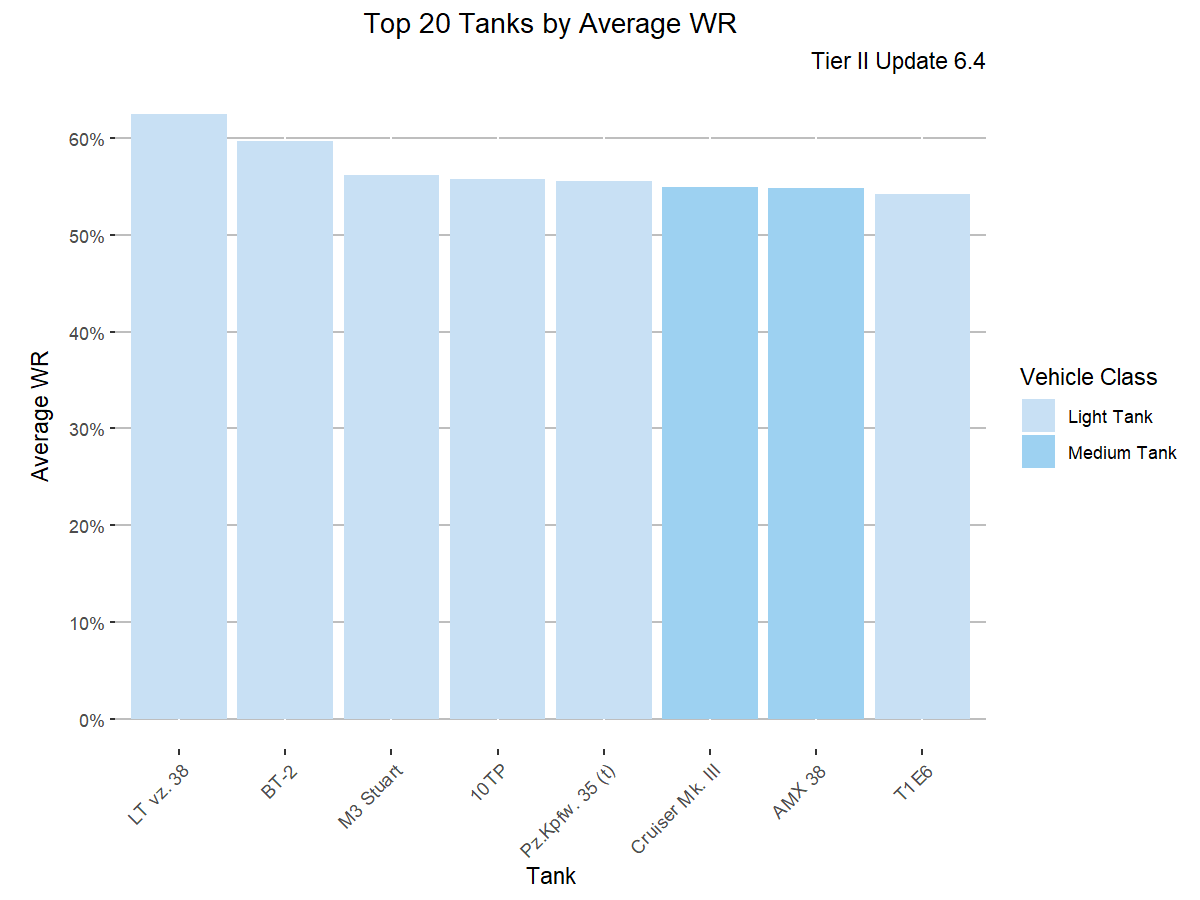 Top 20 Tanks by Average WR
Tier II Update 6.4
Average WR
60%
50%
40%
30%
20%
10%
0%
LT vz. 38
BT-2
M3 Stuart
10TP
Pz.Kpfw. 35 (t)
Cruiser Mk. III
AMX 38
T1E6
Tank
Vehicle Class
Light Tank
Medium Tank